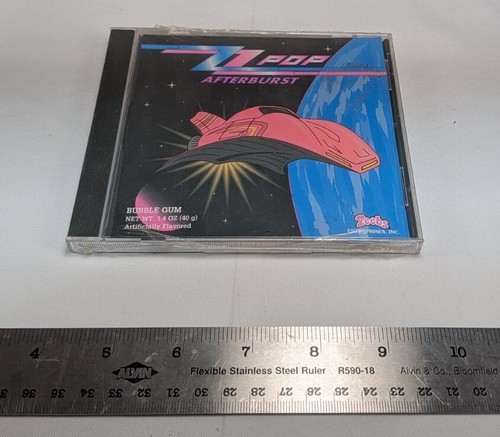 ZZ POP
AFTERBURST
BUBBLE GUM
NET WT. 1.4 OZ (40 g)
Artificially Flavored
Zeebs
ENTERPRISES, INC.
4 5 6 7 8 9 10
ALVIN Flexible Stainless Steel Ruler R590-18 Alvin & Co., Bloomfield
36 35 34 33 32 31 30 29 28 27 26 25 24 23 22 21 20